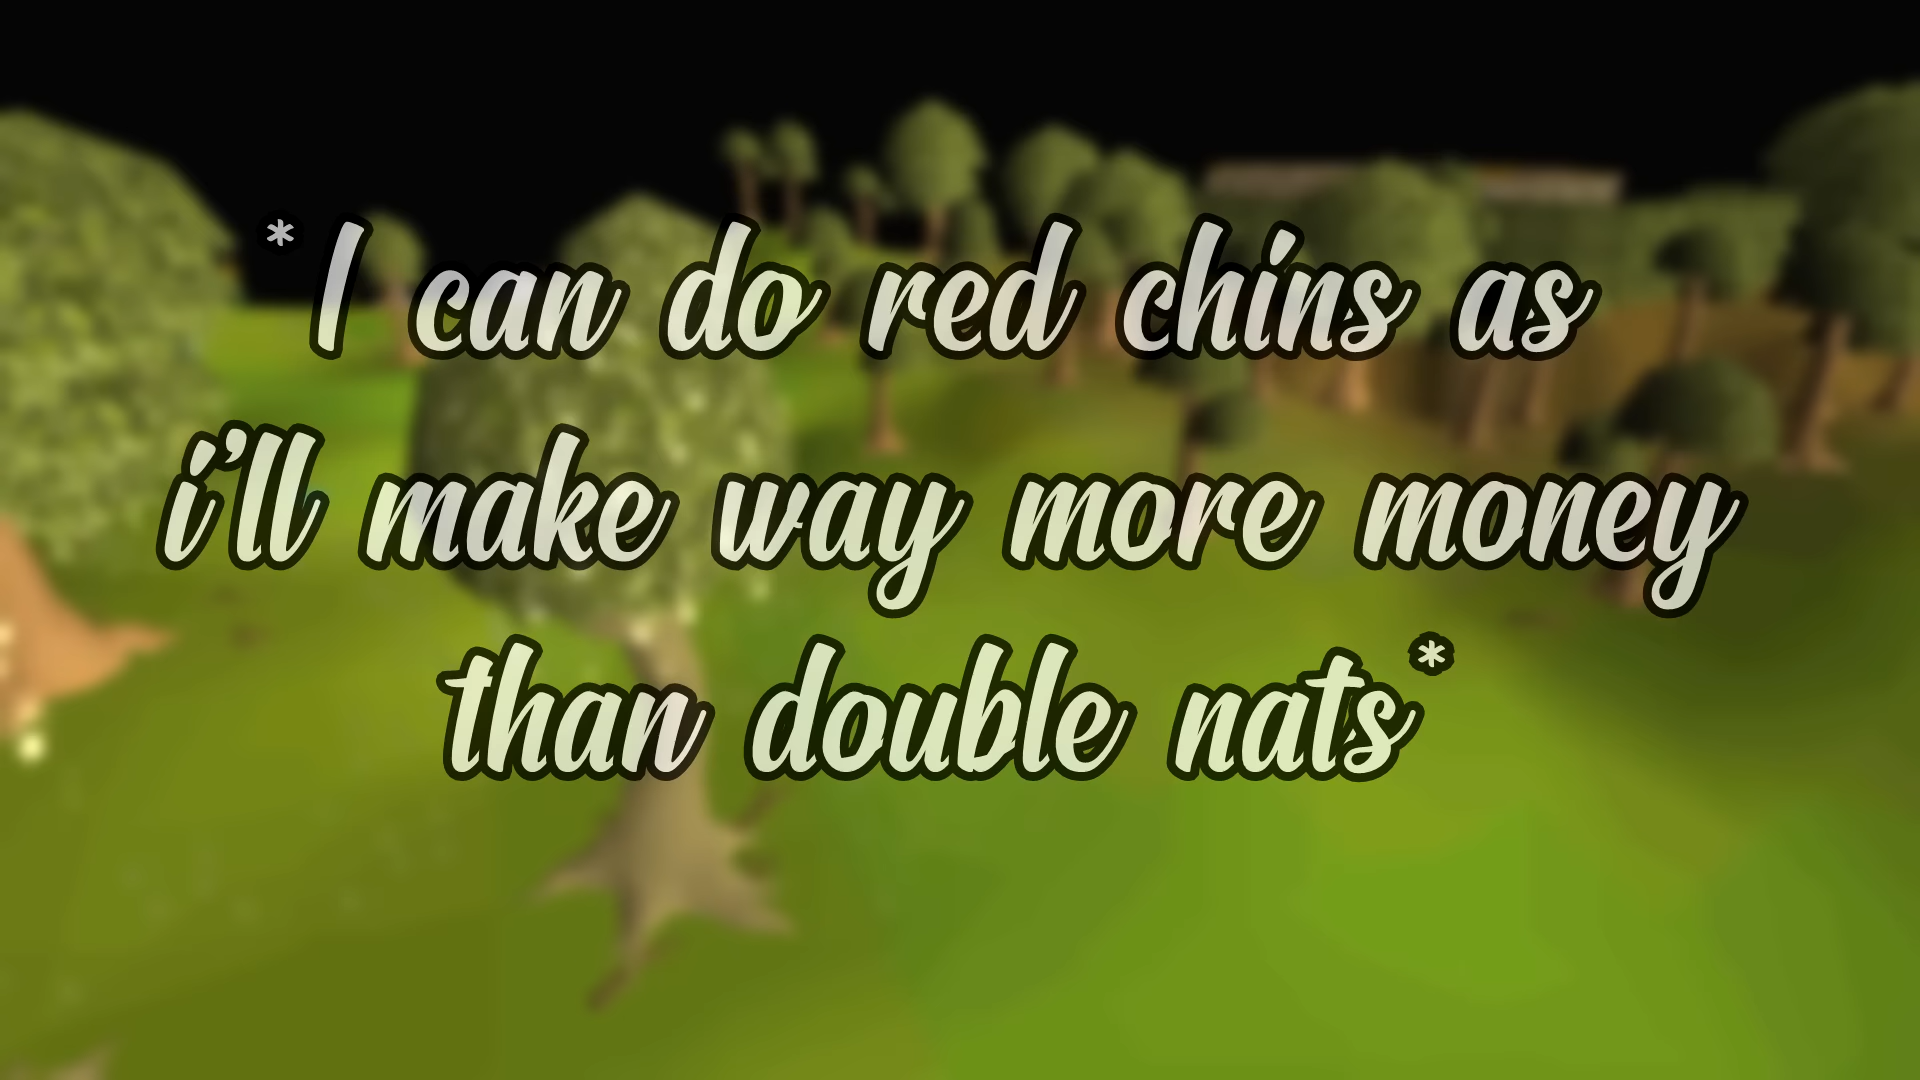 * I can do red chins as
i'll make way more money
than double nats*